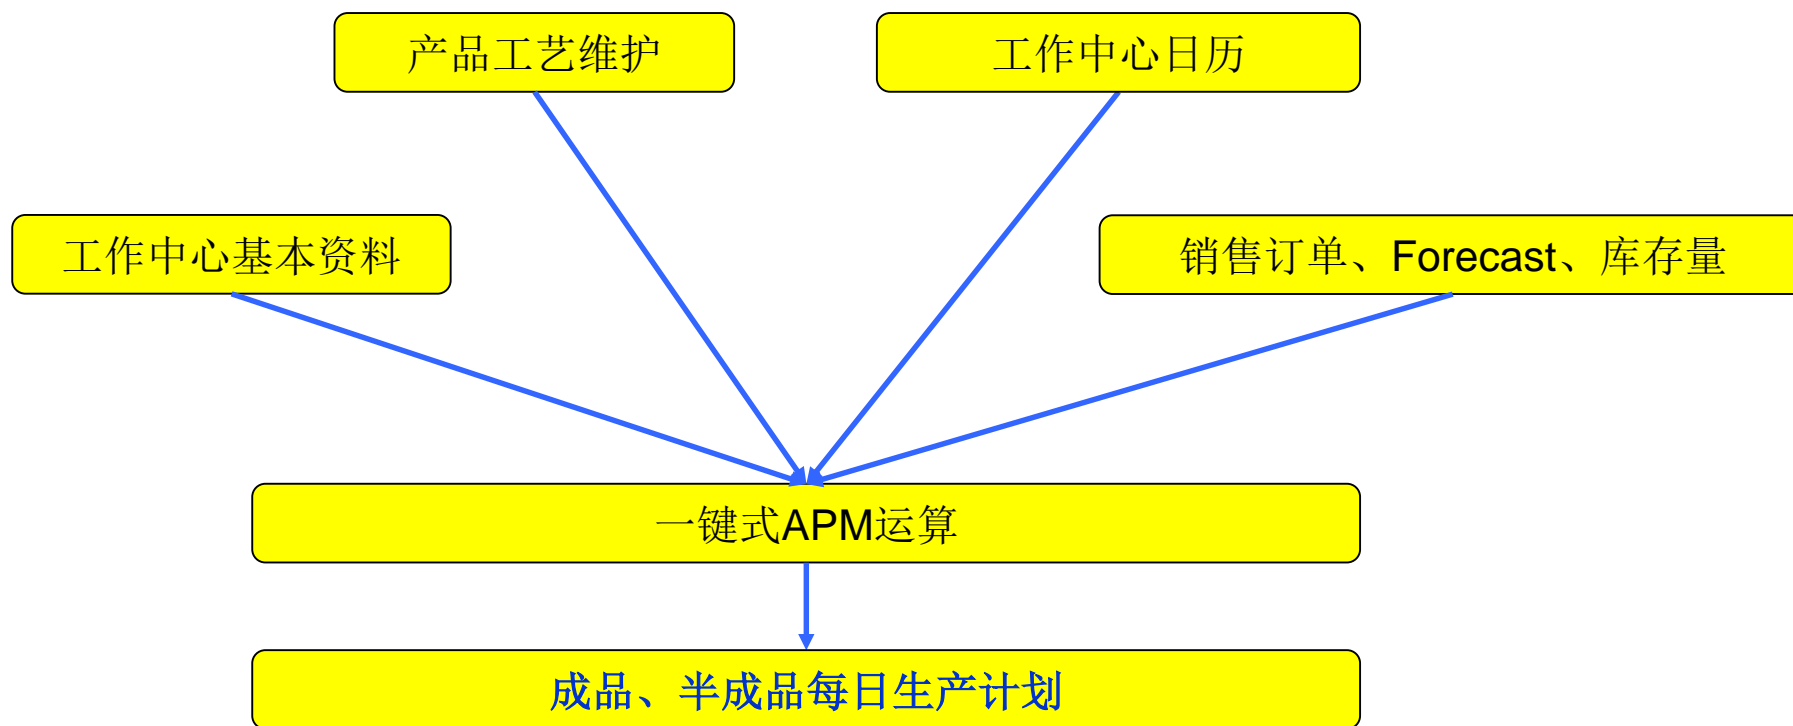 产品工艺维护
工作中心日历
工作中心基本资料
销售订单、Forecast、库存量
一键式APM运算
成品、半成品每日生产计划